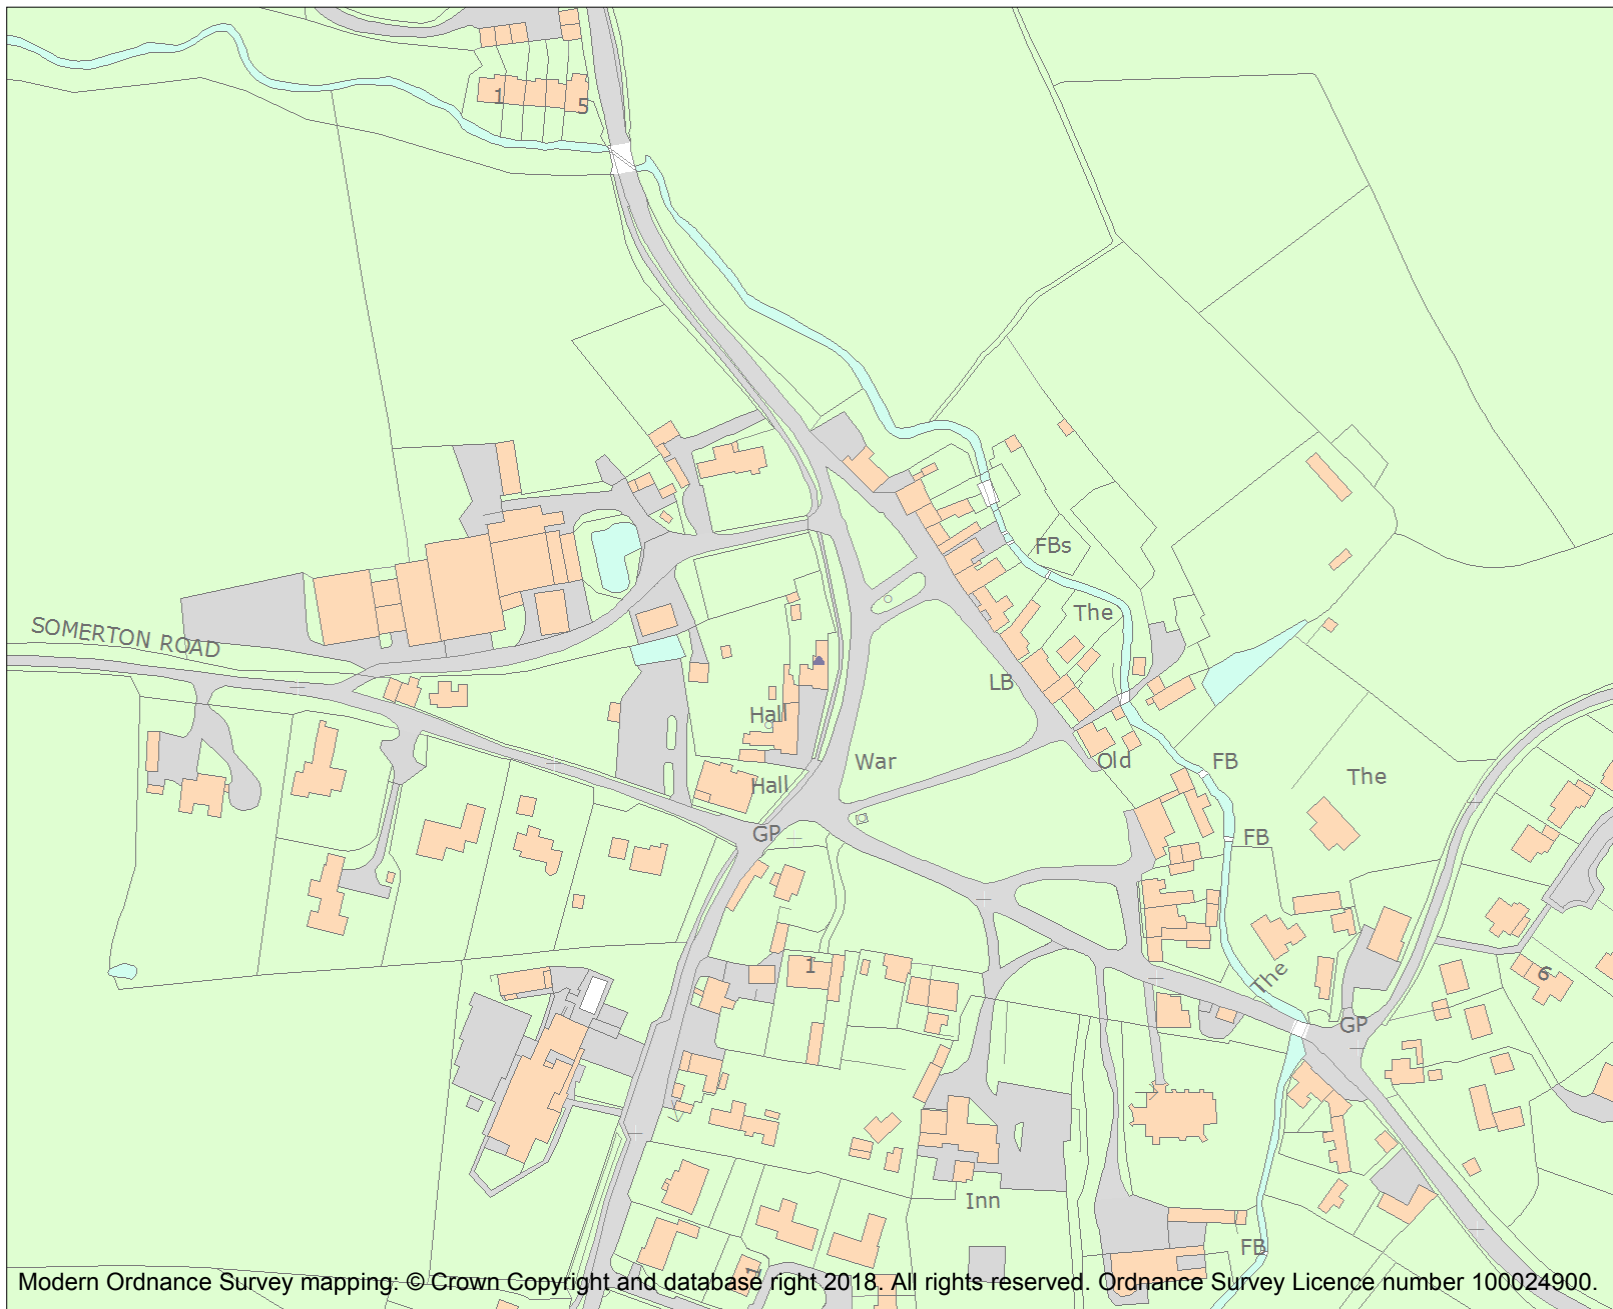 1
5
FBs
The
SOMERTON ROAD
LB
Hall
War
Old
FB
The
Hall
GP
FB
1
The
6
GP
Inn
FB
1
Modern Ordnance Survey mapping: © Crown Copyright and database right 2018. All rights reserved. Ordnance Survey Licence number 100024900.